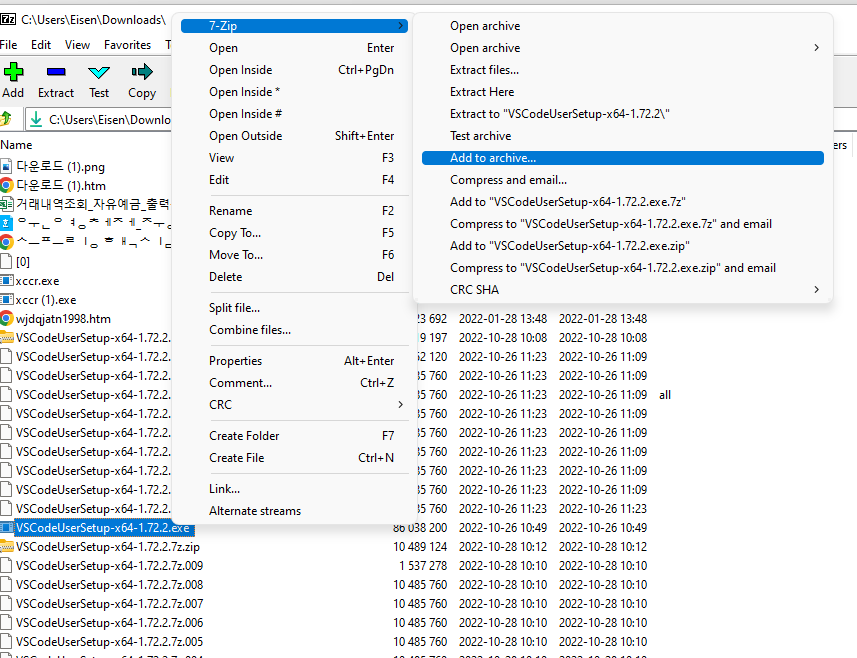 C:\Users\Eisen\Downloads\
File Edit View Favorites
Add Extract Test Copy
C:\Users\Eisen\Downlo
Name
다운로드 (1).png
다운로드 (1).htm
거래내역조회_자유예금_출력
[0]
xccr.exe
xccr (1).exe
wjdqjatn1998.htm
23 692 2022-01-28 13:48 2022-01-28 13:48
VSCodeUserSetup-x64-1.72.2. 19 197 2022-10-28 10:08 2022-10-28 10:08
VSCodeUserSetup-x64-1.72.2. 52 120 2022-10-26 11:23 2022-10-26 11:09
VSCodeUserSetup-x64-1.72.2. 35 760 2022-10-26 11:23 2022-10-26 11:09
VSCodeUserSetup-x64-1.72.2. 35 760 2022-10-26 11:23 2022-10-26 11:09 all
VSCodeUserSetup-x64-1.72.2. 35 760 2022-10-26 11:23 2022-10-26 11:09
VSCodeUserSetup-x64-1.72.2. 35 760 2022-10-26 11:23 2022-10-26 11:09
VSCodeUserSetup-x64-1.72.2. 35 760 2022-10-26 11:23 2022-10-26 11:09
VSCodeUserSetup-x64-1.72.2. 35 760 2022-10-26 11:23 2022-10-26 11:09
VSCodeUserSetup-x64-1.72.2. 35 760 2022-10-26 11:23 2022-10-26 11:09
VSCodeUserSetup-x64-1.72.2. 35 760 2022-10-26 11:23 2022-10-26 11:23
VSCodeUserSetup-x64-1.72.2.exe 86 038 200 2022-10-26 10:49 2022-10-26 10:49
VSCodeUserSetup-x64-1.72.2.7z.zip 10 489 124 2022-10-28 10:12 2022-10-28 10:12
VSCodeUserSetup-x64-1.72.2.7z.009 1 537 278 2022-10-28 10:10 2022-10-28 10:10
VSCodeUserSetup-x64-1.72.2.7z.008 10 485 760 2022-10-28 10:10 2022-10-28 10:10
VSCodeUserSetup-x64-1.72.2.7z.007 10 485 760 2022-10-28 10:10 2022-10-28 10:10
VSCodeUserSetup-x64-1.72.2.7z.006 10 485 760 2022-10-28 10:10 2022-10-28 10:10
VSCodeUserSetup-x64-1.72.2.7z.005 10 485 760 2022-10-28 10:10 2022-10-28 10:10
7-Zip
Open Enter
Open Inside Ctrl+PgDn
Open Inside *
Open Inside #
Open Outside Shift+Enter
View F3
Edit F4
Rename F2
Copy To... F5
Move To... F6
Delete Del
Split file...
Combine files...
Properties Alt+Enter
Comment... Ctrl+Z
CRC
Create Folder F7
Create File Ctrl+N
Link...
Alternate streams
Open archive
Open archive
Extract files...
Extract Here
Extract to "VSCodeUserSetup-x64-1.72.2\"
Test archive
Add to archive...
Compress and email...
Add to "VSCodeUserSetup-x64-1.72.2.exe.7z"
Compress to "VSCodeUserSetup-x64-1.72.2.exe.7z" and email
Add to "VSCodeUserSetup-x64-1.72.2.exe.zip"
Compress to "VSCodeUserSetup-x64-1.72.2.exe.zip" and email
CRC SHA
ers